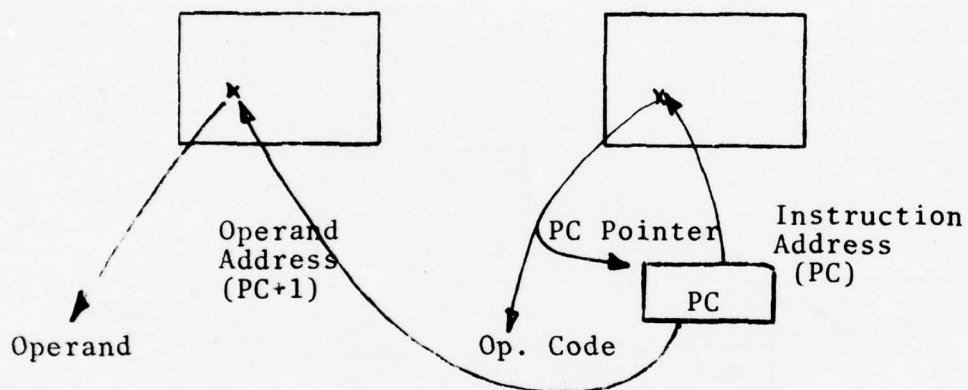 Operand
Address
(PC+1)
PC Pointer
Instruction
Address
(PC)
PC
Operand
Op. Code